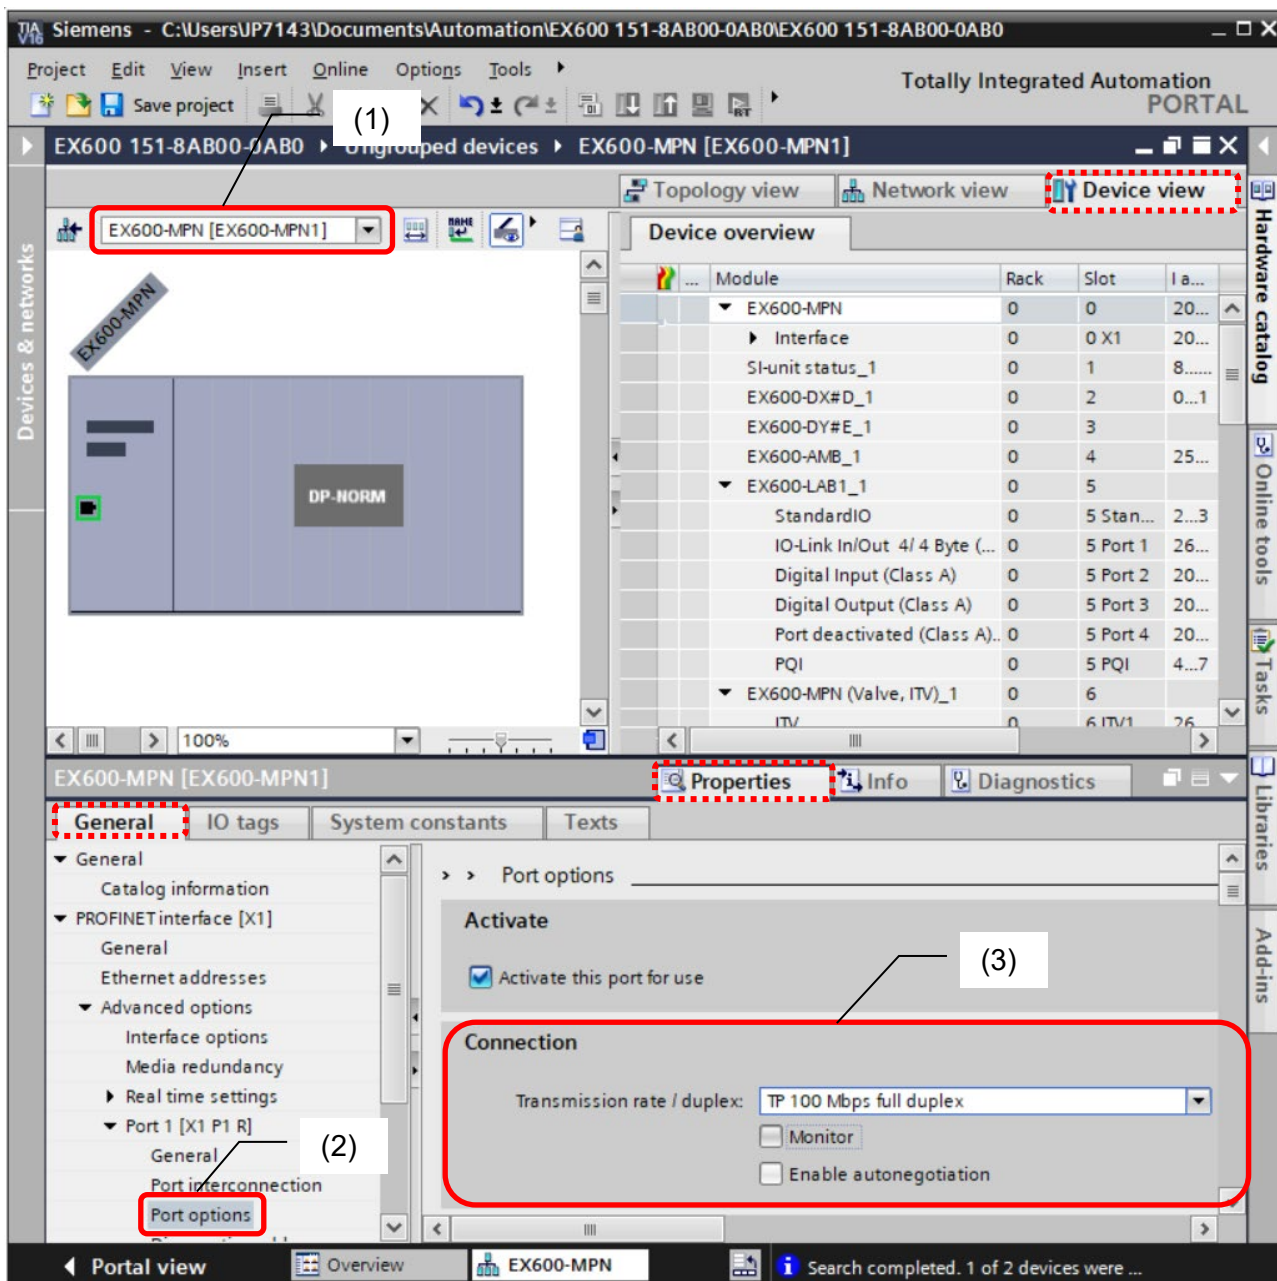 TIA V16 Siemens - C:\Users\JP7143\Documents\Automation\EX600 151-8AB00-0AB0\EX600 151-8AB00-0AB0
Project Edit View Insert Online Options Tools
Totally Integrated Automation
PORTAL
Save project
(1)
EX600 151-8AB00-0AB0 Ungrouped devices EX600-MPN [EX600-MPN1]
Topology view Network view Device view
EX600-MPN [EX600-MPN1]
NAME
Device overview
... Module Rack Slot I a...
EX600-MPN 0 0 20...
Interface 0 0 X1 20...
SI-unit status_1 0 1 8......
EX600-DX#D_1 0 2 0...1
EX600-DY#E_1 0 3
EX600-AMB_1 0 4 25...
EX600-LAB1_1 0 5
StandardIO 0 5 Stan... 2...3
IO-Link In/Out 4/ 4 Byte (... 0 5 Port 1 26...
Digital Input (Class A) 0 5 Port 2 20...
Digital Output (Class A) 0 5 Port 3 20...
Port deactivated (Class A).. 0 5 Port 4 20...
PQI 0 5 PQI 4...7
EX600-MPN (Valve, ITV)_1 0 6
ITV 0 6 ITV1 26
EX600-MPN
DP-NORM
100%
Devices & networks
Hardware catalog
Online tools
Tasks
Libraries
Add-ins
EX600-MPN [EX600-MPN1]
Properties Info Diagnostics
General IO tags System constants Texts
General
Catalog information
PROFINET interface [X1]
General
Ethernet addresses
Advanced options
Interface options
Media redundancy
Real time settings
Port 1 [X1 P1 R]
General
Port interconnection
Port options
(2)
> > Port options
Activate
Activate this port for use
(3)
Connection
Transmission rate / duplex: TP 100 Mbps full duplex
Monitor
Enable autonegotiation
Portal view Overview EX600-MPN Search completed. 1 of 2 devices were ...